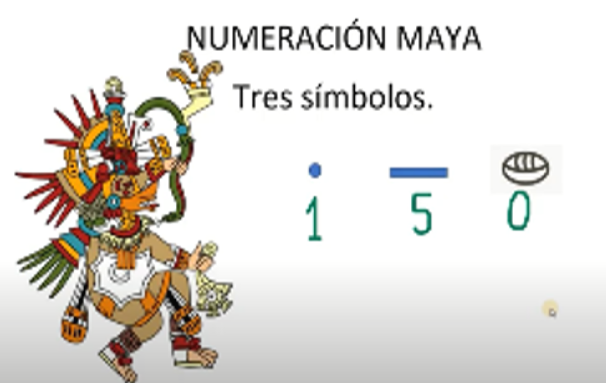 NUMERACIÓN MAYA
Tres símbolos.
1 5 0